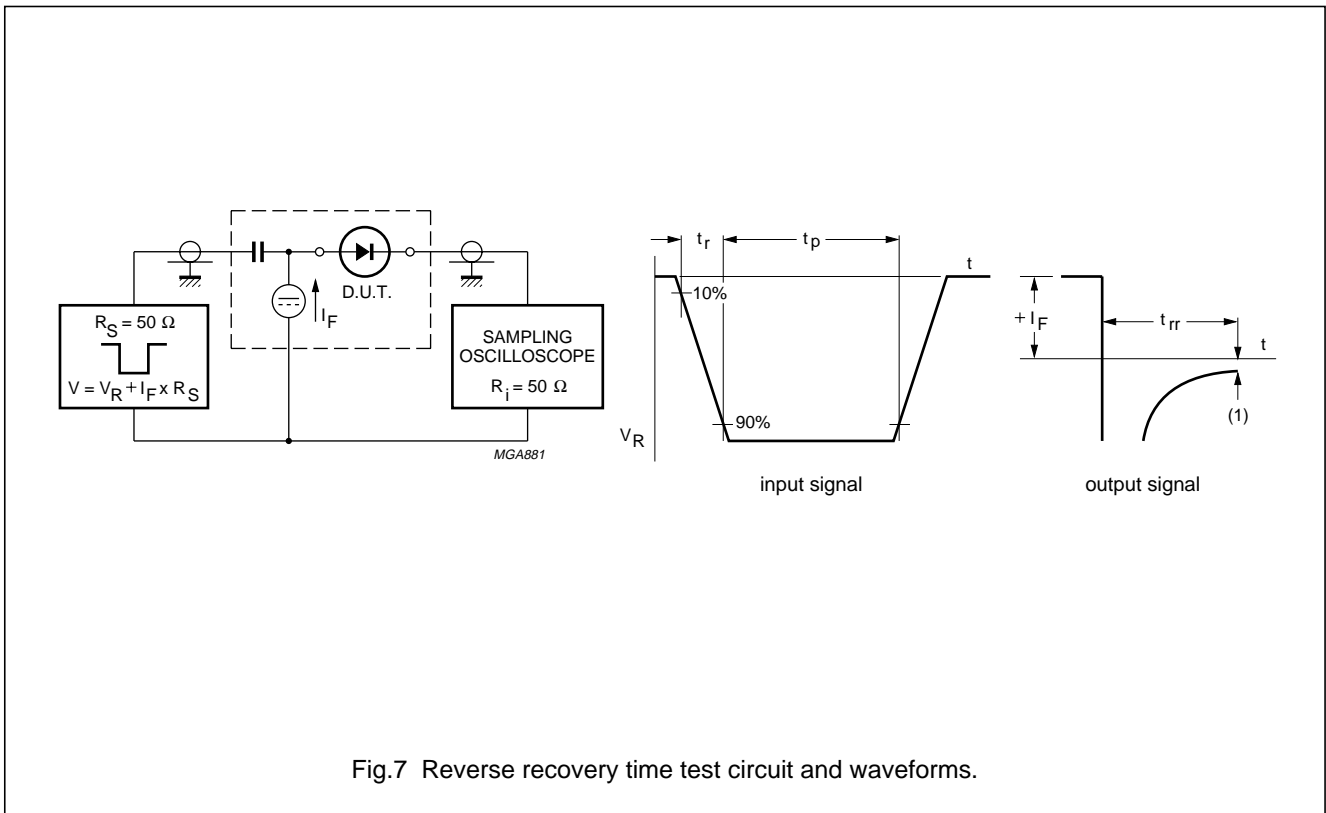 R_S = 50 Ω
V = V_R + I_F x R_S
I_F
D.U.T.
SAMPLING
OSCILLOSCOPE
R_i = 50 Ω
MGA881
t_r
t_p
t
10%
90%
V_R
input signal
+ I_F
t_rr
t
(1)
output signal
Fig.7 Reverse recovery time test circuit and waveforms.